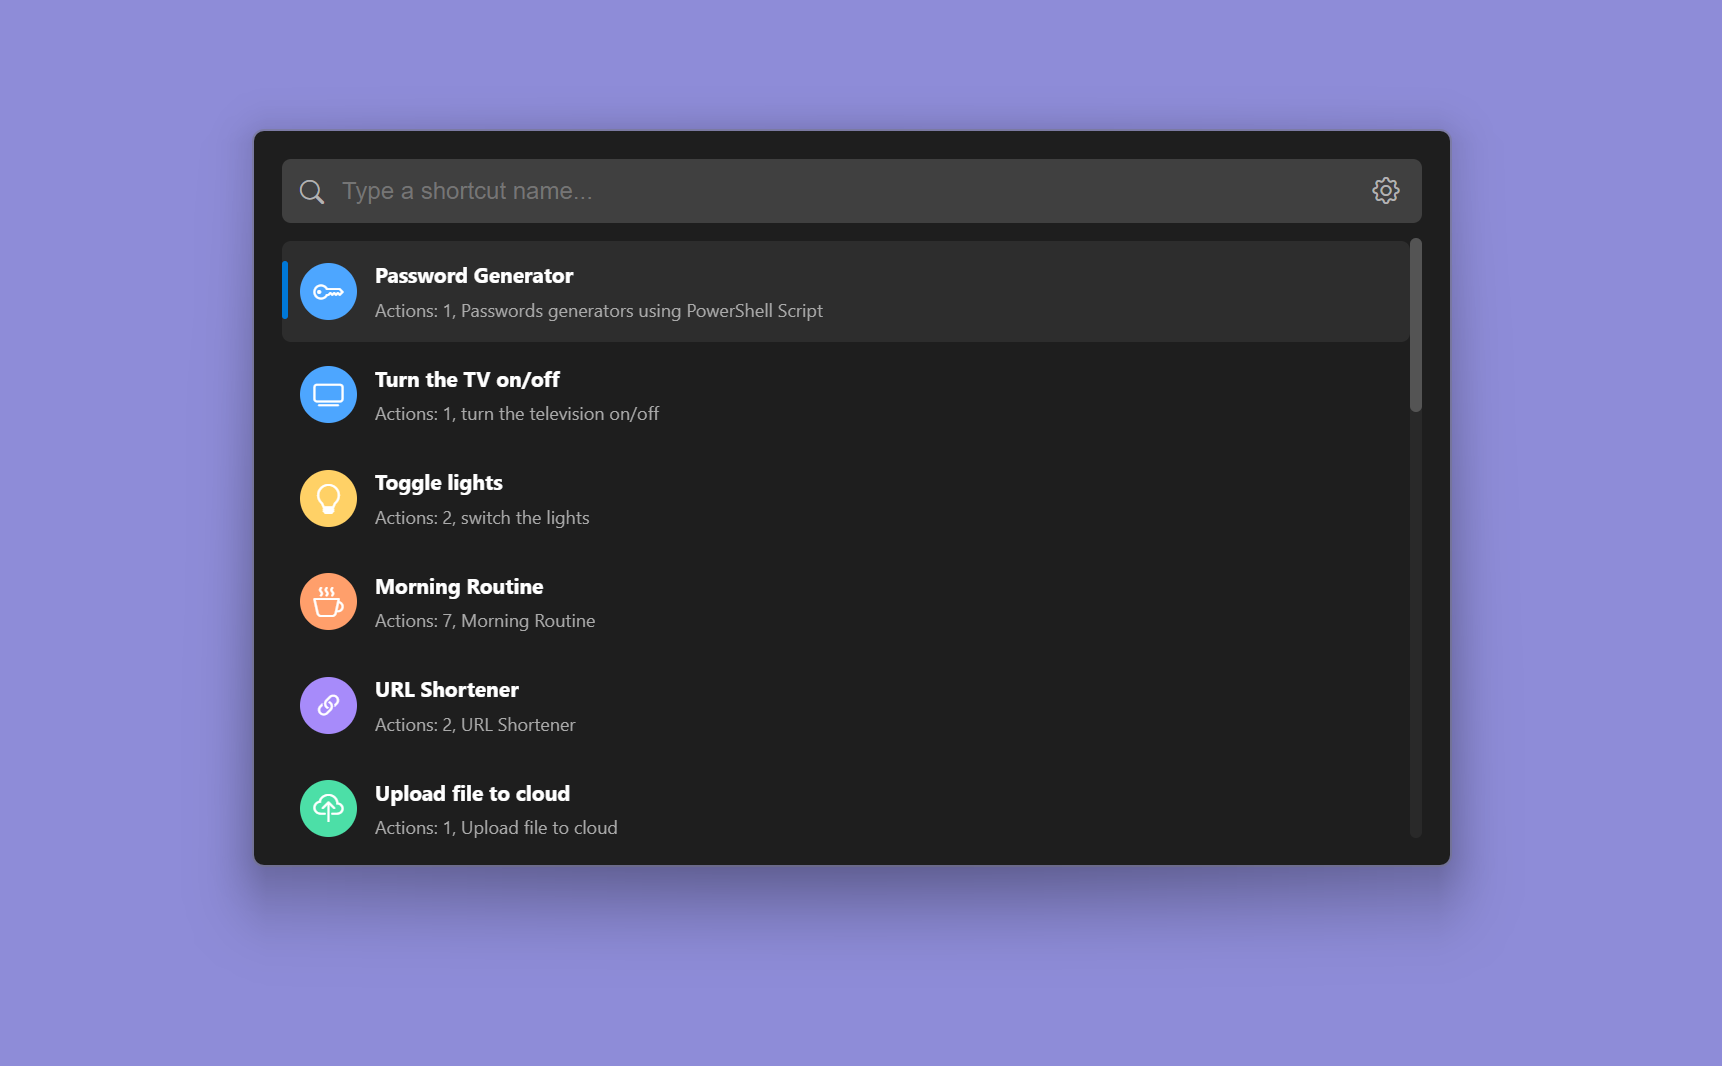 Type a shortcut name...
Password Generator
Actions: 1, Passwords generators using PowerShell Script
Turn the TV on/off
Actions: 1, turn the television on/off
Toggle lights
Actions: 2, switch the lights
Morning Routine
Actions: 7, Morning Routine
URL Shortener
Actions: 2, URL Shortener
Upload file to cloud
Actions: 1, Upload file to cloud